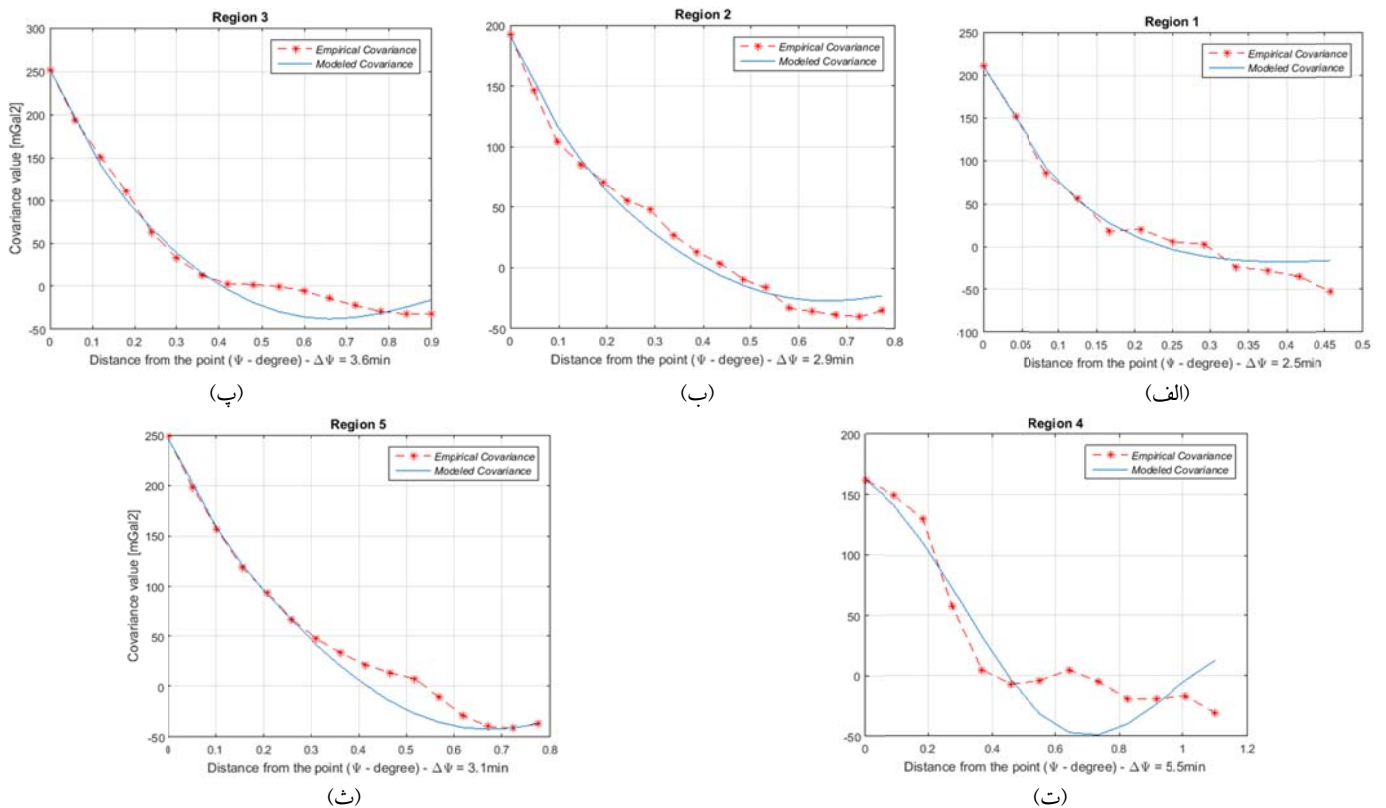 Region 3
Covariance value [mGal2]
300
250
200
150
100
50
0
-50
Empirical Covariance
Modeled Covariance
0 0.1 0.2 0.3 0.4 0.5 0.6 0.7 0.8 0.9
Distance from the point (Ψ - degree) - ΔΨ = 3.6min
(پ)
Region 2
200
150
100
50
0
-50
Empirical Covariance
Modeled Covariance
0 0.1 0.2 0.3 0.4 0.5 0.6 0.7 0.8
Distance from the point (Ψ - degree) - ΔΨ = 2.9min
(ب)
Region 1
250
200
150
100
50
0
-50
-100
Empirical Covariance
Modeled Covariance
0 0.05 0.1 0.15 0.2 0.25 0.3 0.35 0.4 0.45 0.5
Distance from the point (Ψ - degree) - ΔΨ = 2.5min
(الف)
Region 5
Covariance value [mGal2]
250
200
150
100
50
0
-50
Empirical Covariance
Modeled Covariance
0 0.1 0.2 0.3 0.4 0.5 0.6 0.7 0.8
Distance from the point (Ψ - degree) - ΔΨ = 3.1min
(ث)
Region 4
200
150
100
50
0
-50
Empirical Covariance
Modeled Covariance
0 0.2 0.4 0.6 0.8 1 1.2
Distance from the point (Ψ - degree) - ΔΨ = 5.5min
(ت)